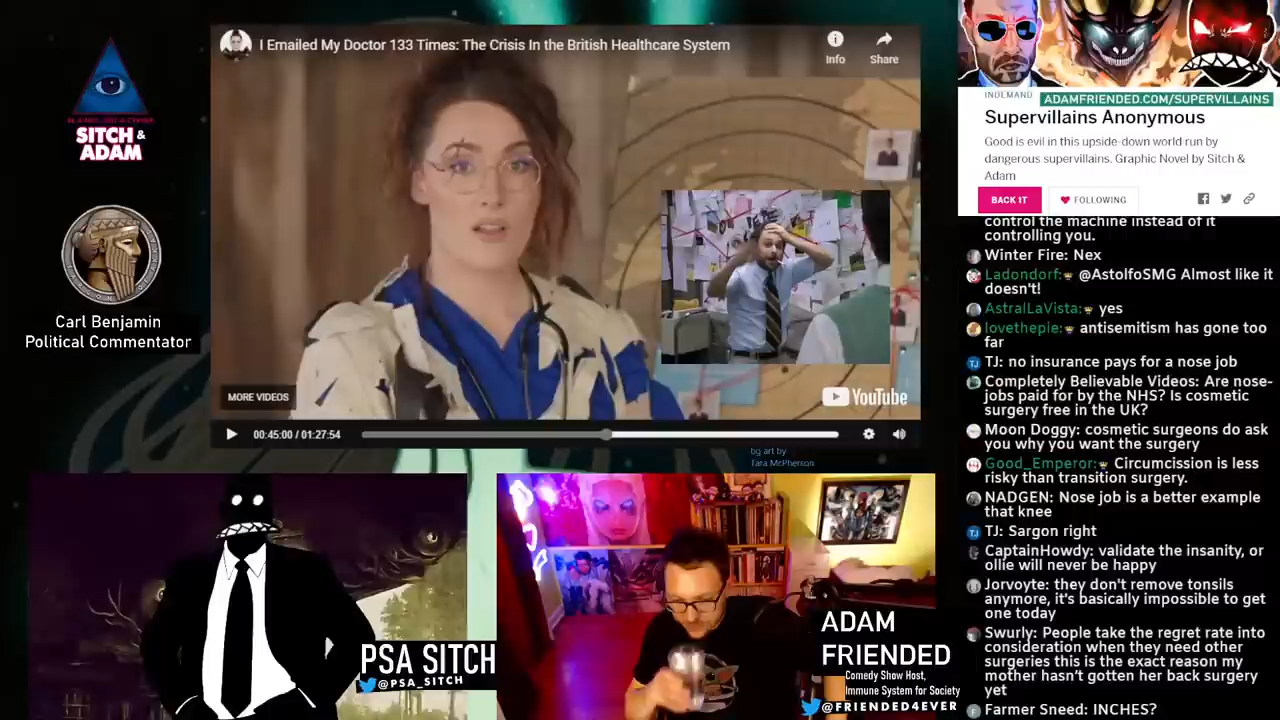 I Emailed My Doctor 133 Times: The Crisis In the British Healthcare System
Info
Share
SITCH &
ADAM
Carl Benjamin
Political Commentator
MORE VIDEOS
YouTube
00:45:00 / 01:27:54
bg art by
Tara McPherson
PSA SITCH
@PSA_SITCH
ADAM
FRIENDED
Comedy Show Host,
Immune System for Society
@FRIENDED4EVER
INDEMAND
ADAMFRIENDED.COM/SUPERVILLAINS
Supervillains Anonymous
Good is evil in this upside-down world run by
dangerous supervillains. Graphic Novel by Sitch &
Adam
BACK IT
FOLLOWING
control the machine instead of it
controlling you.
Winter Fire: Nex
Ladondorf: @AstolfoSMG Almost like it
doesn't!
AstralLaVista: yes
lovethepie: antisemitism has gone too
far
TJ: no insurance pays for a nose job
Completely Believable Videos: Are nose-
jobs paid for by the NHS? Is cosmetic
surgery free in the UK?
Moon Doggy: cosmetic surgeons do ask
you why you want the surgery
Good_Emperor: Circumcission is less
risky than transition surgery.
NADGEN: Nose job is a better example
that knee
TJ: Sargon right
CaptainHowdy: validate the insanity, or
ollie will never be happy
Jorvoyte: they don't remove tonsils
anymore, it's basically impossible to get
one today
Swurly: People take the regret rate into
consideration when they need other
surgeries this is the exact reason my
mother hasn't gotten her back surgery
yet
Farmer Sneed: INCHES?